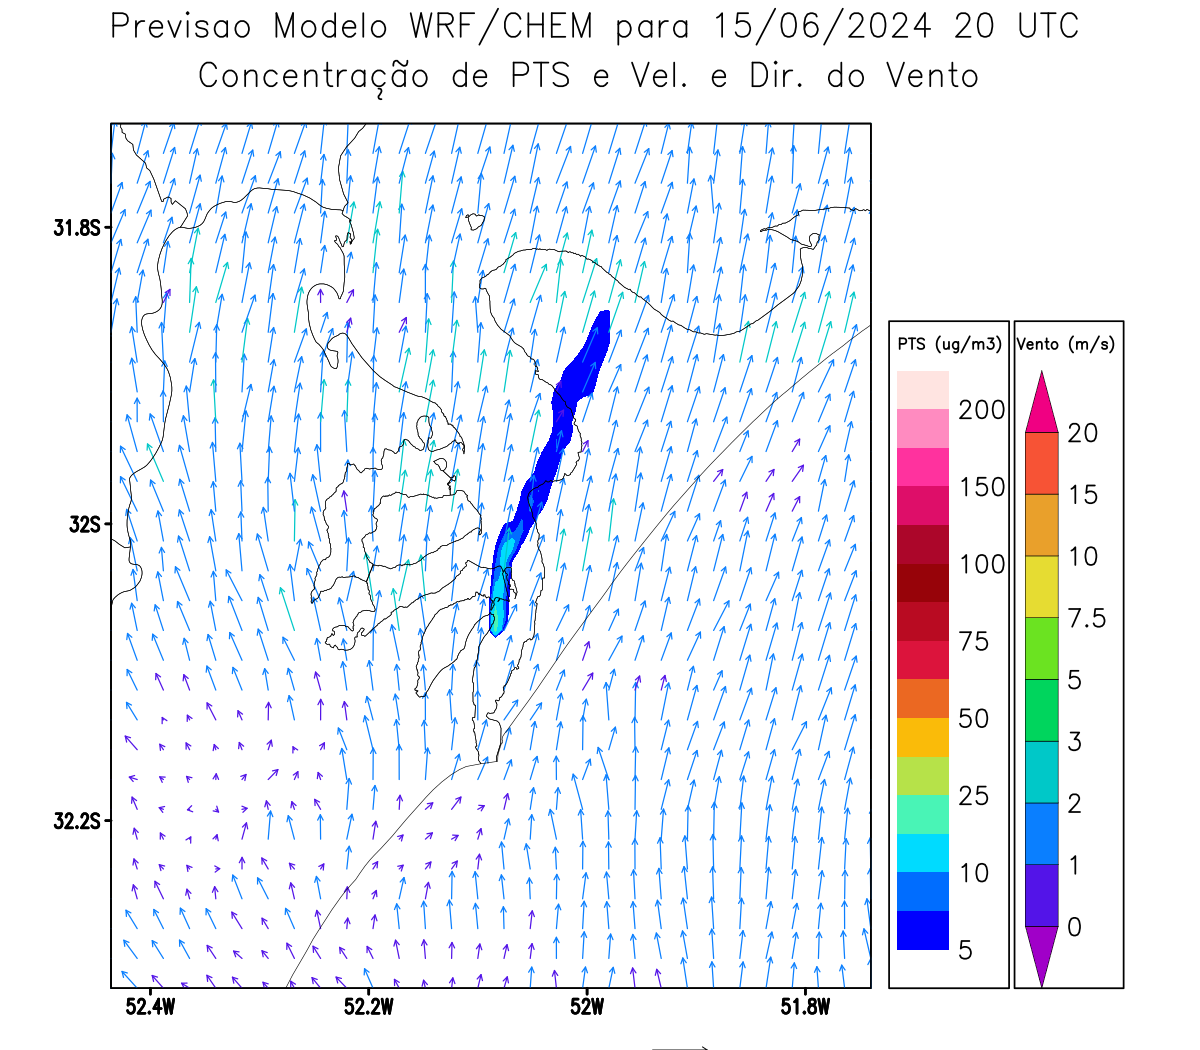 Previsao Modelo WRF/CHEM para 15/06/2024 20 UTC
Concentração de PTS e Vel. e Dir. do Vento
31.8S
32S
32.2S
52.4W 52.2W 52W 51.8W
PTS (ug/m3)
200
150
100
75
50
25
10
5
Vento (m/s)
20
15
10
7.5
5
3
2
1
0